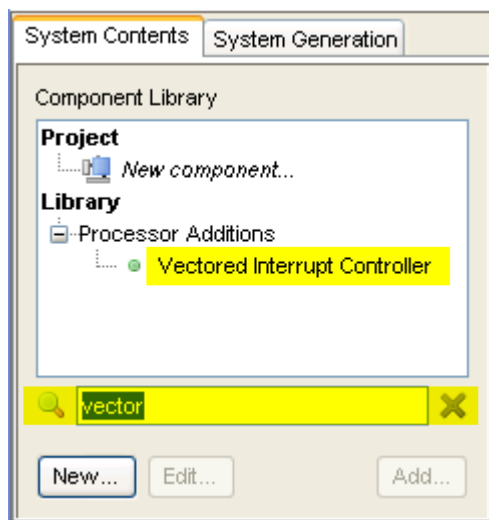 System Contents System Generation
Component Library
Project
New component...
Library
Processor Additions
Vectored Interrupt Controller
vector
New... Edit... Add...